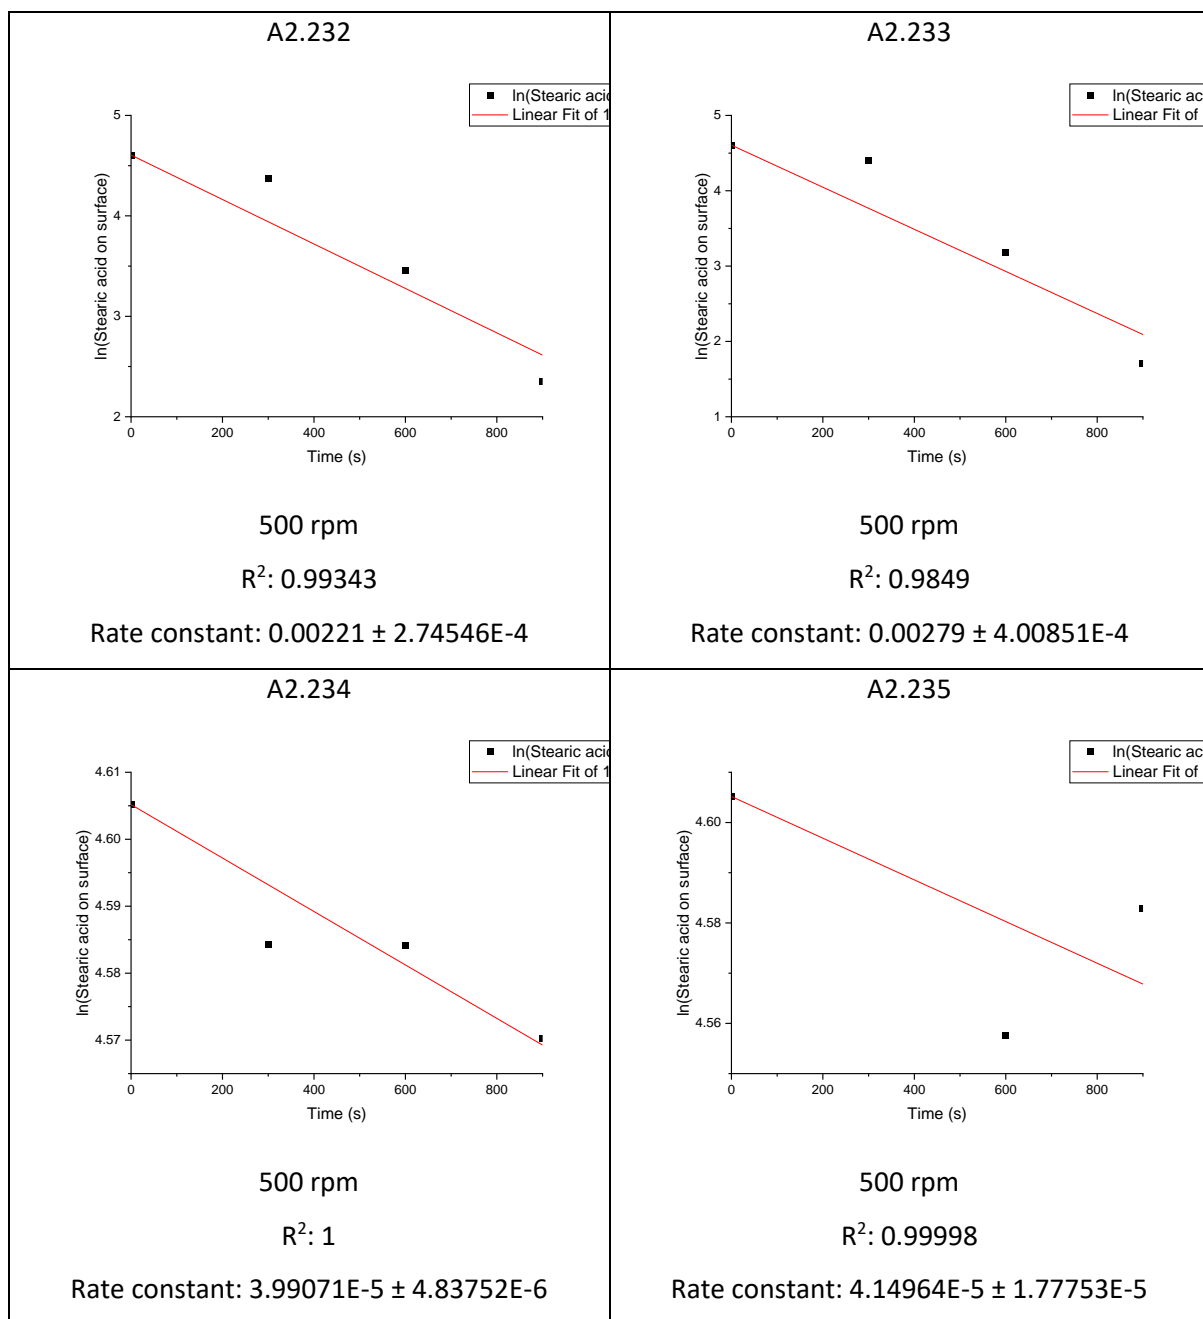 A2.232
ln(Stearic acid
Linear Fit of 1
5
4
3
2
ln(Stearic acid on surface)
0 200 400 600 800
Time (s)
500 rpm
R²: 0.99343
Rate constant: 0.00221 ± 2.74546E-4
A2.233
ln(Stearic ac
Linear Fit of
5
4
3
2
1
ln(Stearic acid on surface)
0 200 400 600 800
Time (s)
500 rpm
R²: 0.9849
Rate constant: 0.00279 ± 4.00851E-4
A2.234
ln(Stearic acid
Linear Fit of 1
4.61
4.60
4.59
4.58
4.57
ln(Stearic acid on surface)
0 200 400 600 800
Time (s)
500 rpm
R²: 1
Rate constant: 3.99071E-5 ± 4.83752E-6
A2.235
ln(Stearic ac
Linear Fit of
4.60
4.58
4.56
ln(Stearic acid on surface)
0 200 400 600 800
Time (s)
500 rpm
R²: 0.99998
Rate constant: 4.14964E-5 ± 1.77753E-5